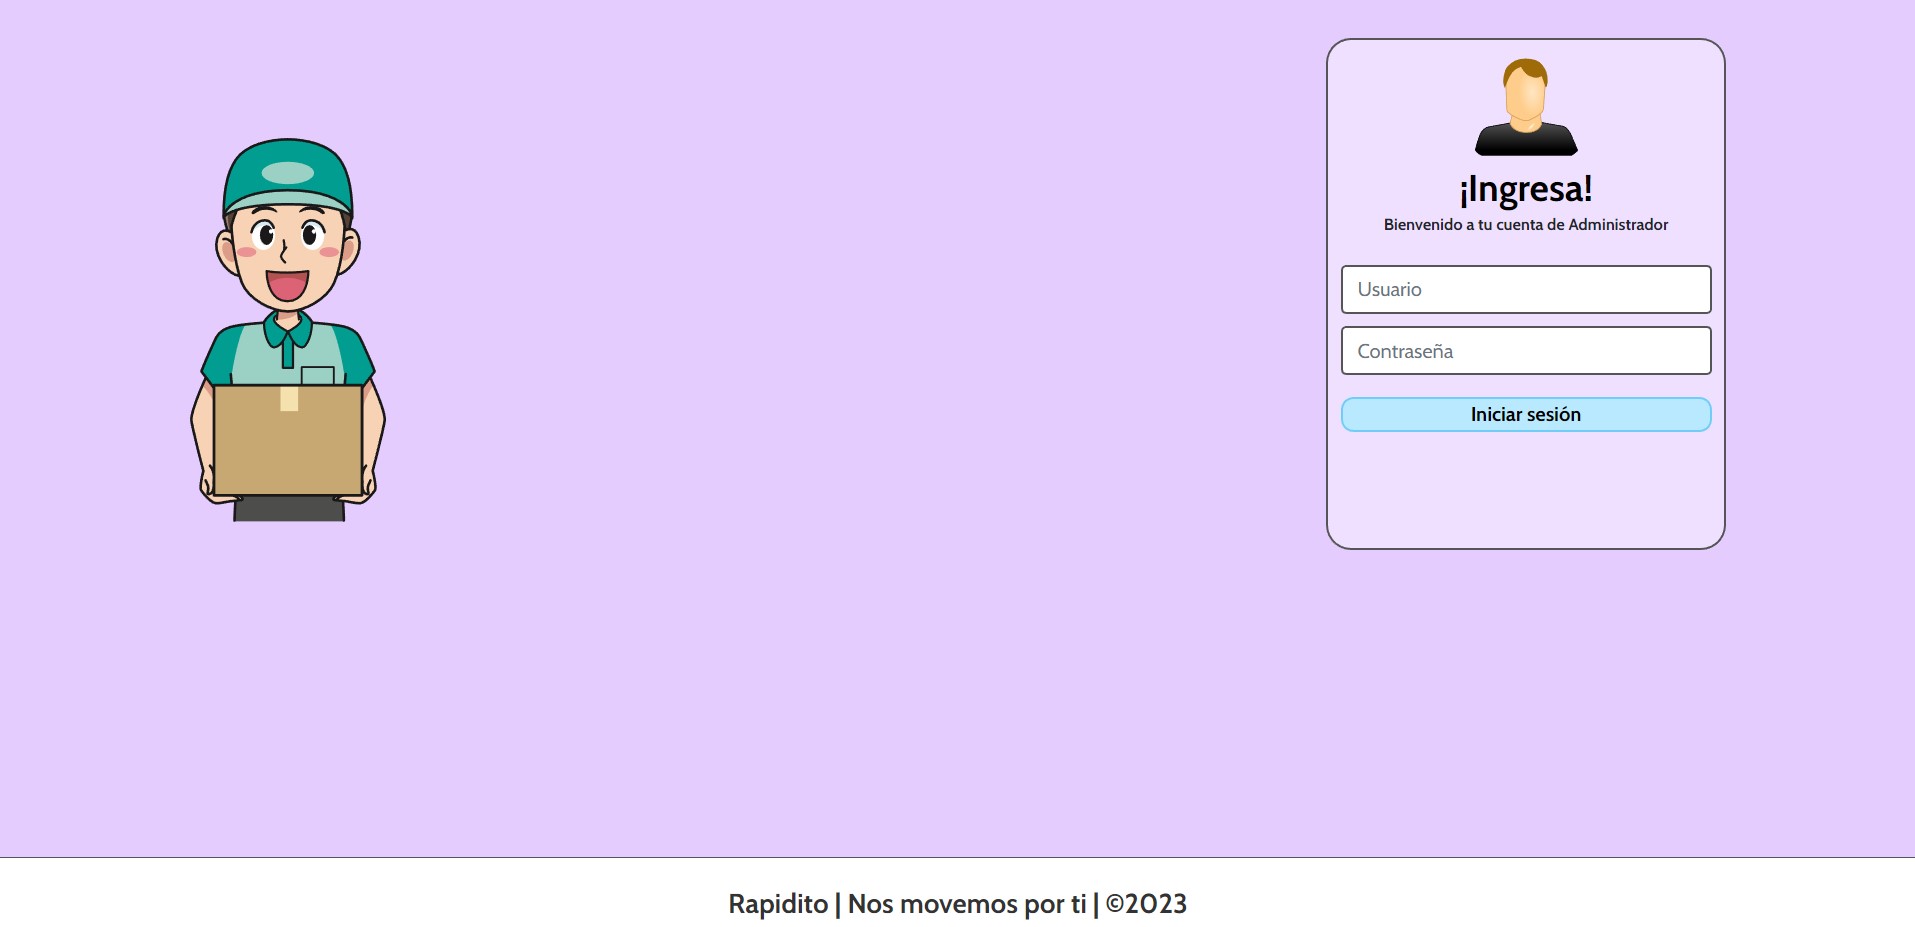 ¡Ingresa!
Bienvenido a tu cuenta de Administrador
Usuario
Contraseña
Iniciar sesión
Rapidito | Nos movemos por ti | ©2023